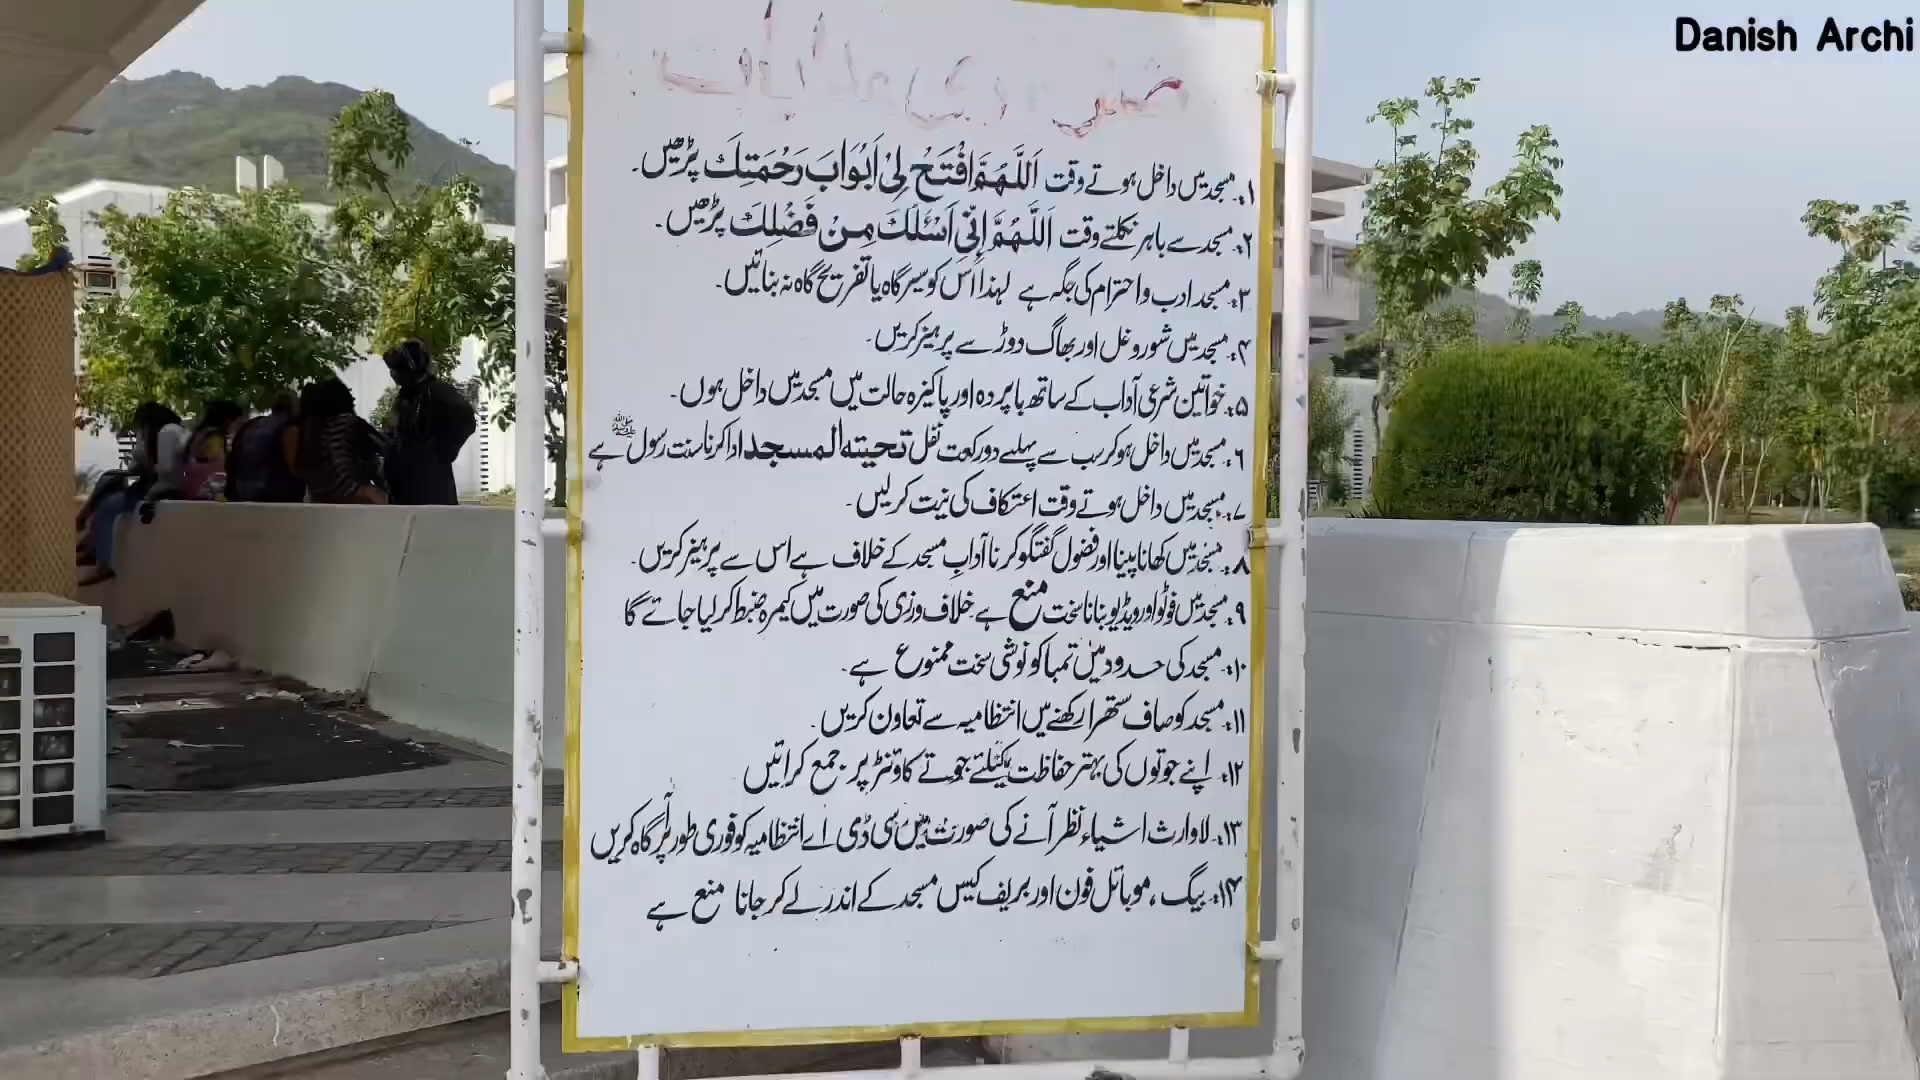 Danish Archi
۱۔ مسجد میں داخل ہوتے وقت اَللّٰهُمَّ افْتَحْ لِیْ اَبْوَابَ رَحْمَتِكَ پڑھیں۔
۲۔ مسجد سے باہر نکلتے وقت اَللّٰهُمَّ اِنِّی اَسْئَلُكَ مِنْ فَضْلِكَ پڑھیں۔
۳۔ مسجد ادب و احترام کی جگہ ہے لہذا اس کو سیر گاہ یا تفریح گاہ نہ بنائیں۔
۴۔ مسجد میں شور و غل اور بھاگ دوڑ سے پرہیز کریں۔
۵۔ خواتین شرعی آداب کے ساتھ با پردہ اور پاکیزہ حالت میں مسجد میں داخل ہوں۔
۶۔ مسجد میں داخل ہو کر سب سے پہلے دو رکعت نفل تحیتہ المسجد ادا کرنا سنت رسول ﷺ ہے
۷۔ مسجد میں داخل ہوتے وقت اعتکاف کی نیت کر لیں۔
۸۔ مسجد میں کھانا پینا اور فضول گفتگو کرنا آدابِ مسجد کے خلاف ہے اس سے پرہیز کریں۔
۹۔ مسجد میں فوٹو اور ویڈیو بنانا سخت منع ہے خلاف ورزی کی صورت میں کیمرہ ضبط کر لیا جائے گا
۱۰۔ مسجد کی حدود میں تمباکو نوشی سخت ممنوع ہے۔
۱۱۔ مسجد کو صاف ستھرا رکھنے میں انتظامیہ سے تعاون کریں۔
۱۲۔ اپنے جوتوں کی بہتر حفاظت کیلئے جوتے کاونٹر پر جمع کرائیں
۱۳۔ لاوارث اشیاء نظر آنے کی صورت میں سی ڈی اے انتظامیہ کو فوری طور پر آگاہ کریں
۱۴۔ بیگ، موبائل فون اور بریف کیس مسجد کے اندر لے کر جانا منع ہے